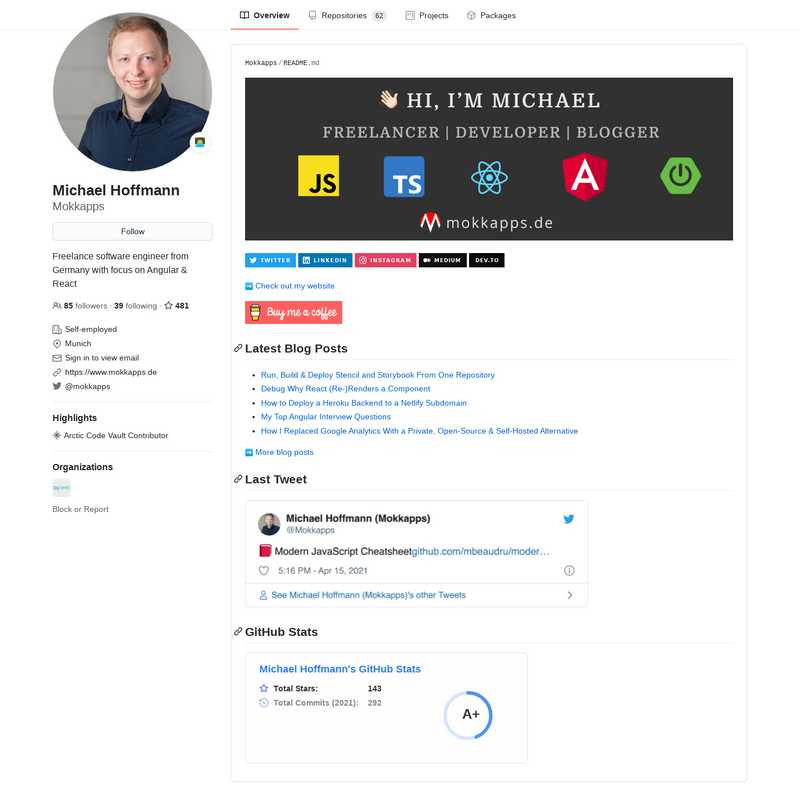 Overview Repositories 62 Projects Packages
Michael Hoffmann
Mokkapps
Follow
Freelance software engineer from
Germany with focus on Angular &
React
85 followers · 39 following · 481
Self-employed
Munich
Sign in to view email
https://www.mokkapps.de
@mokkapps
Highlights
Arctic Code Vault Contributor
Organizations
Block or Report
Mokkapps / README.md
HI, I'M MICHAEL
FREELANCER | DEVELOPER | BLOGGER
JS TS A
mokkapps.de
TWITTER LINKEDIN INSTAGRAM MEDIUM DEV.TO
Check out my website
Buy me a coffee
Latest Blog Posts
• Run, Build & Deploy Stencil and Storybook From One Repository
• Debug Why React (Re-)Renders a Component
• How to Deploy a Heroku Backend to a Netlify Subdomain
• My Top Angular Interview Questions
• How I Replaced Google Analytics With a Private, Open-Source & Self-Hosted Alternative
More blog posts
Last Tweet
Michael Hoffmann (Mokkapps)
@Mokkapps
Modern JavaScript Cheatsheetgithub.com/mbeaudru/moder…
5:16 PM - Apr 15, 2021
See Michael Hoffmann (Mokkapps)'s other Tweets
GitHub Stats
Michael Hoffmann's GitHub Stats
Total Stars: 143
Total Commits (2021): 292
A+